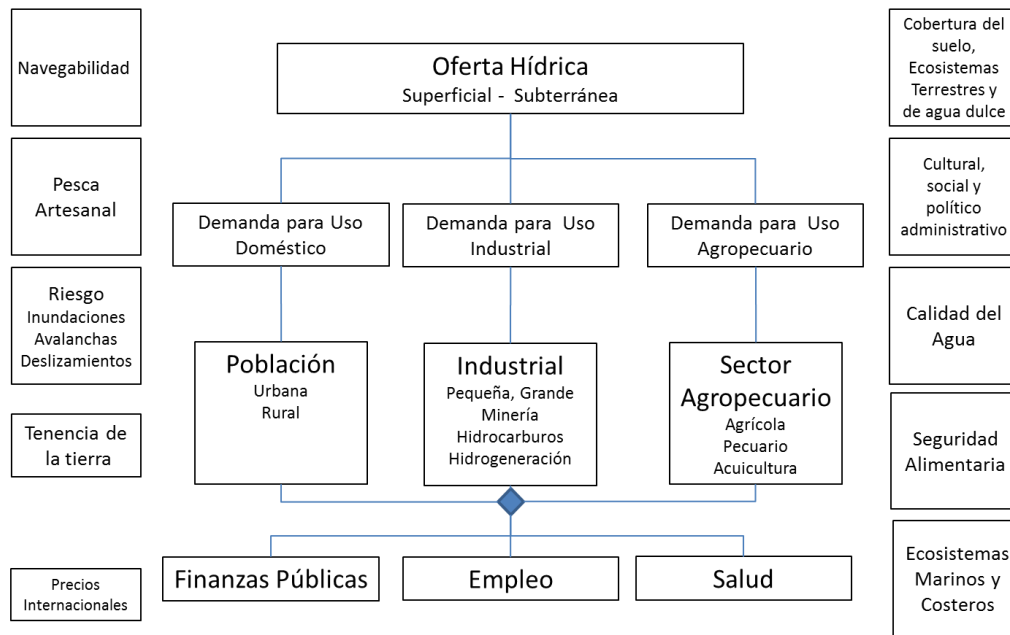 Navegabilidad
Pesca
Artesanal
Riesgo
Inundaciones
Avalanchas
Deslizamientos
Tenencia de
la tierra
Precios
Internacionales
Oferta Hídrica
Superficial - Subterránea
Demanda para Uso
Doméstico
Demanda para Uso
Industrial
Demanda para Uso
Agropecuario
Población
Urbana
Rural
Industrial
Pequeña, Grande
Minería
Hidrocarburos
Hidrogeneración
Sector
Agropecuario
Agrícola
Pecuario
Acuicultura
Finanzas Públicas
Empleo
Salud
Cobertura del
suelo,
Ecosistemas
Terrestres y
de agua dulce
Cultural,
social y
político
administrativo
Calidad del
Agua
Seguridad
Alimentaria
Ecosistemas
Marinos y
Costeros